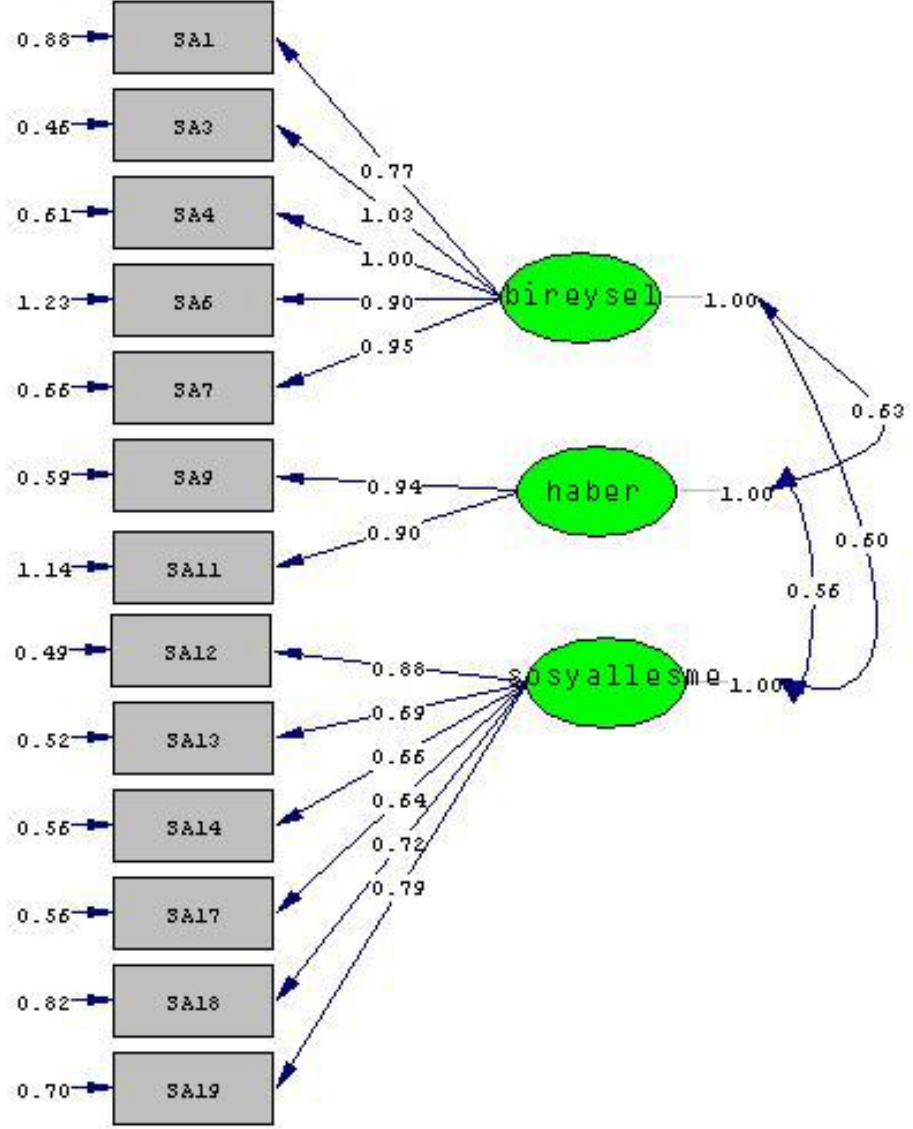 0.88 SA1
0.46 SA3
0.77
0.61 SA4
1.03
1.00
1.23 SA6
0.90
bireysel 1.00
0.95
0.66 SA7
0.63
0.59 SA9
0.94
haber 1.00
0.90
0.60
1.14 SA11
0.56
0.49 SA12
0.88
sosyallesme 1.00
0.69
0.52 SA13
0.66
0.64
0.56 SA14
0.72
0.79
0.56 SA17
0.82 SA18
0.70 SA19